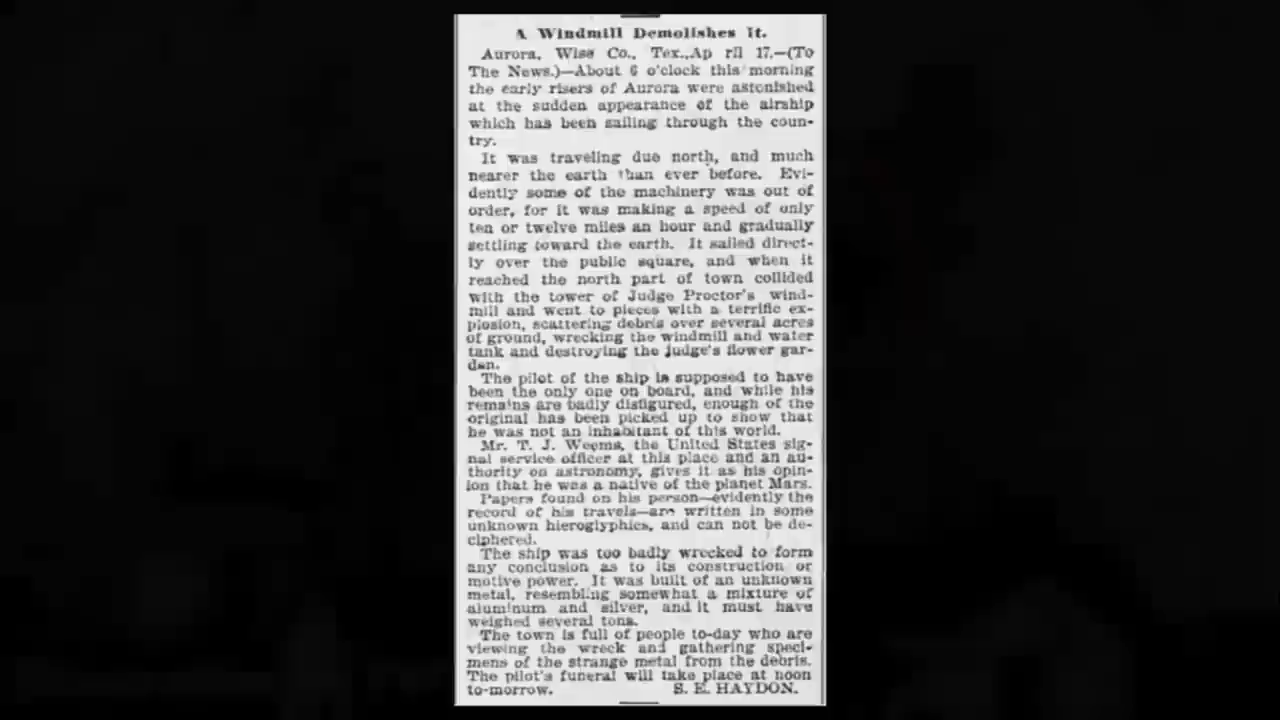 A Windmill Demolishes It.
Aurora, Wise Co., Tex.,Ap ril 17.—(To
The News.)—About 6 o'clock this morning
the early risers of Aurora were astonished
at the sudden appearance of the airship
which has been sailing through the coun-
try.
It was traveling due north, and much
nearer the earth than ever before. Evi-
dently some of the machinery was out of
order, for it was making a speed of only
ten or twelve miles an hour and gradually
settling toward the earth. It sailed direct-
ly over the public square, and when it
reached the north part of town collided
with the tower of Judge Proctor's wind-
mill and went to pieces with a terrific ex-
plosion, scattering debris over several acres
of ground, wrecking the windmill and water
tank and destroying the judge's flower gar-
den.
The pilot of the ship is supposed to have
been the only one on board, and while his
remains are badly disfigured, enough of the
original has been picked up to show that
he was not an inhabitant of this world.
Mr. T. J. Weems, the United States sig-
nal service officer at this place and an au-
thority on astronomy, gives it as his opin-
ion that he was a native of the planet Mars.
Papers found on his person—evidently the
record of his travels—are written in some
unknown hieroglyphics, and can not be de-
ciphered.
The ship was too badly wrecked to form
any conclusion as to its construction or
motive power. It was built of an unknown
metal, resembling somewhat a mixture of
aluminum and silver, and it must have
weighed several tons.
The town is full of people to-day who are
viewing the wreck and gathering speci-
mens of the strange metal from the debris.
The pilot's funeral will take place at noon
to-morrow. S. E. HAYDON.